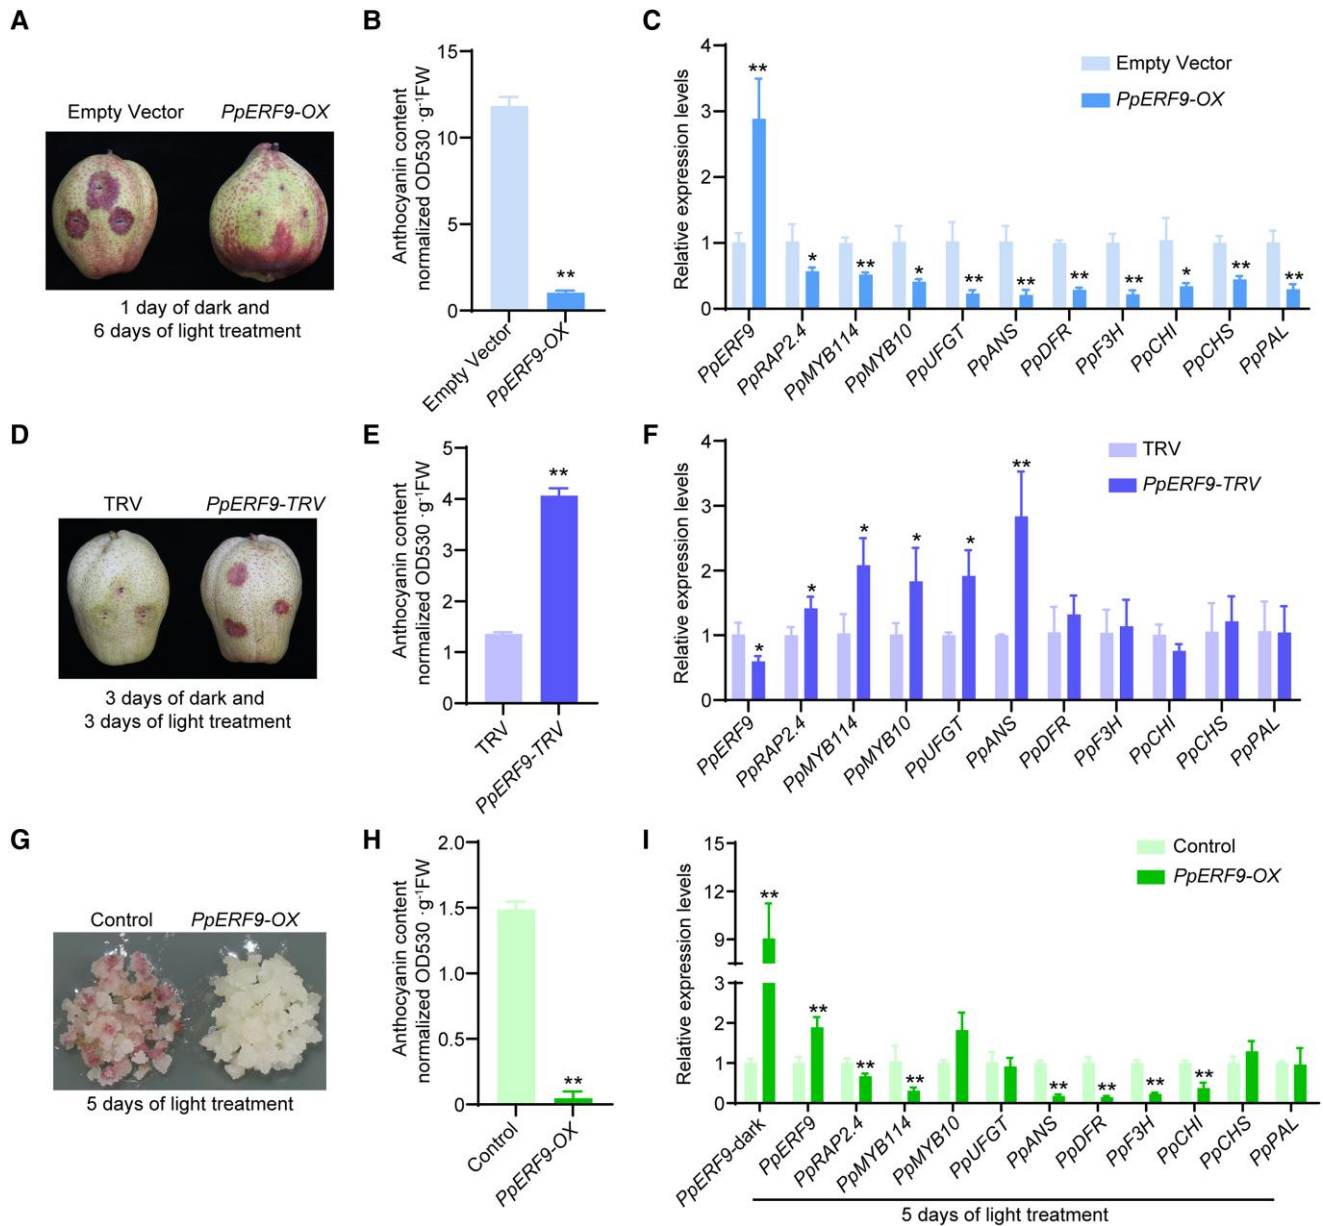 A
Empty Vector PpERF9-OX
1 day of dark and
6 days of light treatment
B
Anthocyanin content
normalized OD530 ·g⁻¹FW
15
10
5
0
**
Empty Vector
PpERF9-OX
C
Relative expression levels
4
3
2
1
0
Empty Vector
PpERF9-OX
** * ** * ** ** ** ** * ** **
PpERF9
PpRAP2.4
PpMYB114
PpMYB10
PpUFGT
PpANS
PpDFR
PpF3H
PpCHI
PpCHS
PpPAL
D
TRV PpERF9-TRV
3 days of dark and
3 days of light treatment
E
Anthocyanin content
normalized OD530 ·g⁻¹FW
5
4
3
2
1
0
**
TRV
PpERF9-TRV
F
Relative expression levels
4
3
2
1
0
TRV
PpERF9-TRV
* * * * * **
PpERF9
PpRAP2.4
PpMYB114
PpMYB10
PpUFGT
PpANS
PpDFR
PpF3H
PpCHI
PpCHS
PpPAL
G
Control PpERF9-OX
5 days of light treatment
H
Anthocyanin content
normalized OD530 ·g⁻¹FW
2.0
1.5
1.0
0.5
0
**
Control
PpERF9-OX
I
Relative expression levels
15
12
9
3
2
1
0
Control
PpERF9-OX
** ** ** ** ** ** ** **
PpERF9-dark
PpERF9
PpRAP2.4
PpMYB114
PpMYB10
PpUFGT
PpANS
PpDFR
PpF3H
PpCHI
PpCHS
PpPAL
5 days of light treatment